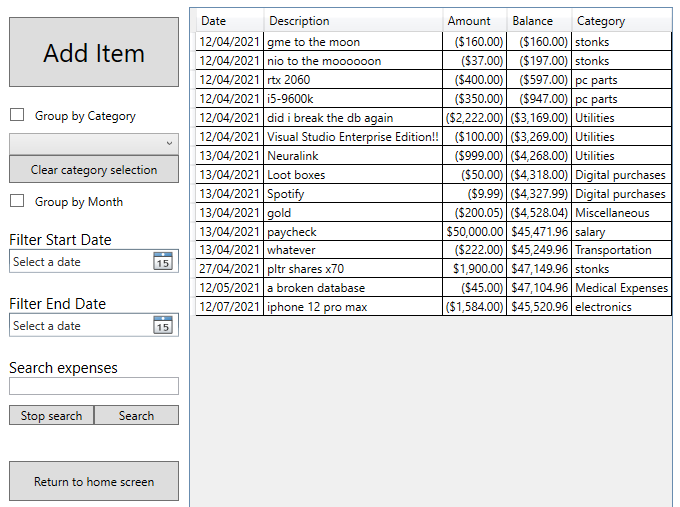 Add Item
Group by Category
Clear category selection
Group by Month
Filter Start Date
Select a date 15
Filter End Date
Select a date 15
Search expenses
Stop search Search
Return to home screen
Date Description Amount Balance Category
12/04/2021 gme to the moon ($160.00) ($160.00) stonks
12/04/2021 nio to the moooooon ($37.00) ($197.00) stonks
12/04/2021 rtx 2060 ($400.00) ($597.00) pc parts
12/04/2021 i5-9600k ($350.00) ($947.00) pc parts
12/04/2021 did i break the db again ($2,222.00) ($3,169.00) Utilities
12/04/2021 Visual Studio Enterprise Edition!! ($100.00) ($3,269.00) Utilities
13/04/2021 Neuralink ($999.00) ($4,268.00) Utilities
13/04/2021 Loot boxes ($50.00) ($4,318.00) Digital purchases
13/04/2021 Spotify ($9.99) ($4,327.99) Digital purchases
13/04/2021 gold ($200.05) ($4,528.04) Miscellaneous
13/04/2021 paycheck $50,000.00 $45,471.96 salary
13/04/2021 whatever ($222.00) $45,249.96 Transportation
27/04/2021 pltr shares x70 $1,900.00 $47,149.96 stonks
12/05/2021 a broken database ($45.00) $47,104.96 Medical Expenses
12/07/2021 iphone 12 pro max ($1,584.00) $45,520.96 electronics